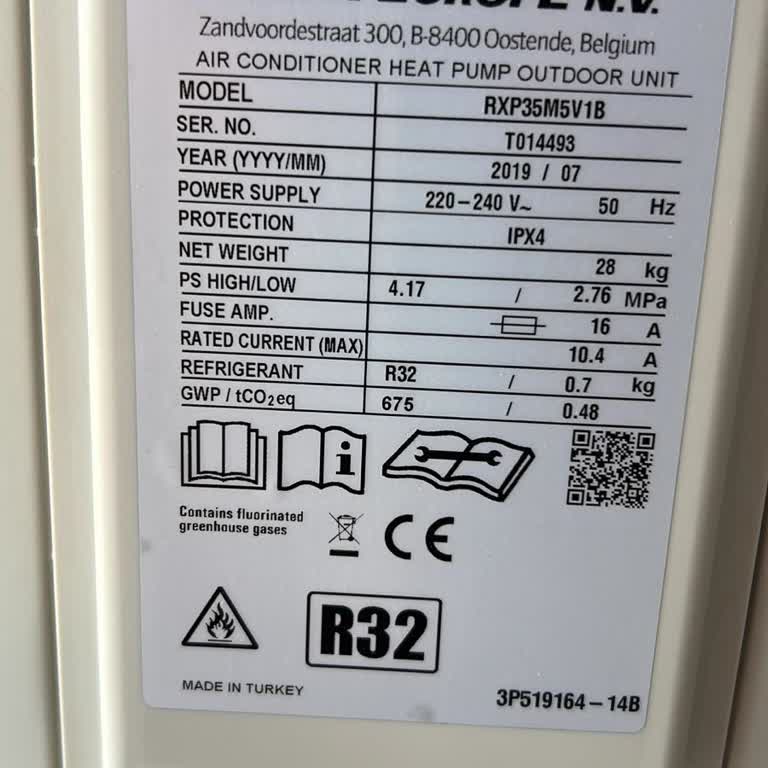 EUROPE N.V.
Zandvoordestraat 300, B-8400 Oostende, Belgium
AIR CONDITIONER HEAT PUMP OUTDOOR UNIT
MODEL RXP35M5V1B
SER. NO. T014493
YEAR (YYYY/MM) 2019 / 07
POWER SUPPLY 220-240 V~ 50 Hz
PROTECTION IPX4
NET WEIGHT 28 kg
PS HIGH/LOW 4.17 / 2.76 MPa
FUSE AMP. 16 A
RATED CURRENT (MAX) 10.4 A
REFRIGERANT R32 / 0.7 kg
GWP / tCO₂eq 675 / 0.48
i
Contains fluorinated
greenhouse gases
CE
R32
MADE IN TURKEY
3P519164-14B